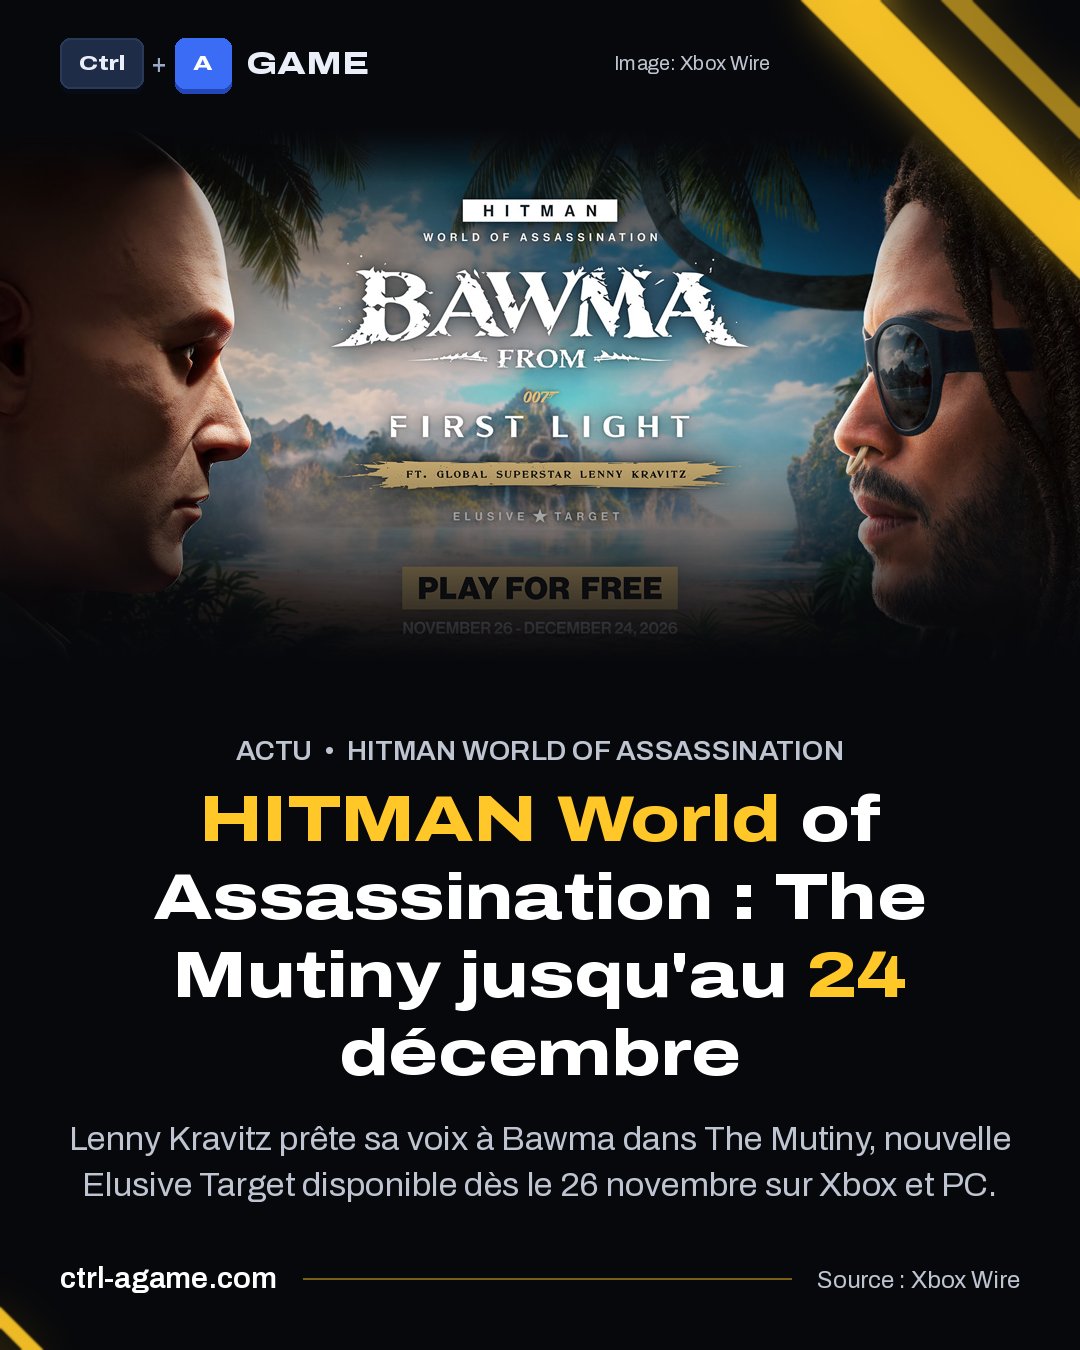 Ctrl + A GAME
Image: Xbox Wire
HITMAN
WORLD OF ASSASSINATION
BAWMA
FROM
007
FIRST LIGHT
FT. GLOBAL SUPERSTAR LENNY KRAVITZ
ELUSIVE ★ TARGET
PLAY FOR FREE
NOVEMBER 26 - DECEMBER 24, 2026
ACTU • HITMAN WORLD OF ASSASSINATION
HITMAN World of
Assassination : The
Mutiny jusqu'au 24
décembre
Lenny Kravitz prête sa voix à Bawma dans The Mutiny, nouvelle
Elusive Target disponible dès le 26 novembre sur Xbox et PC.
ctrl-agame.com
Source : Xbox Wire